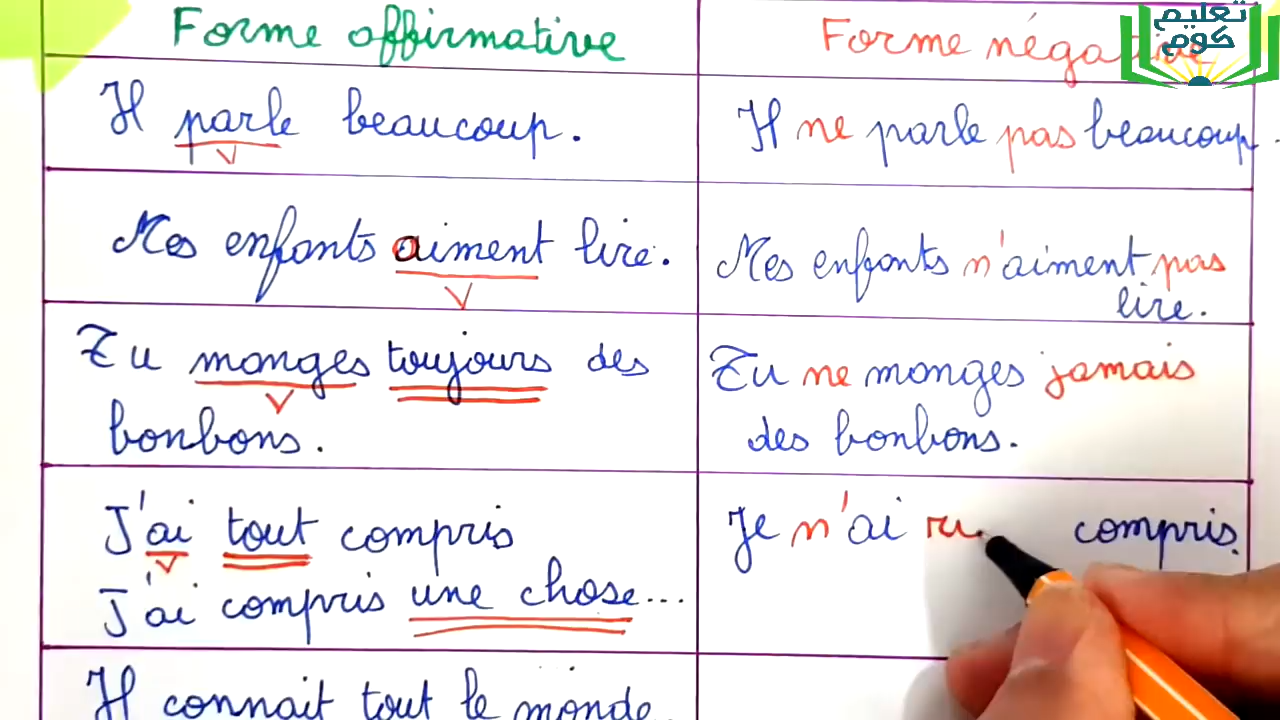 Forme affirmative
Forme négative
تعليم
كوم
Il parle beaucoup.
V
Il ne parle pas beaucoup.
Mes enfants aiment lire.
V
Mes enfants n'aiment pas
lire.
Tu manges toujours des
V
bonbons.
Tu ne manges jamais
des bonbons.
J'ai tout compris
V
J'ai compris une chose...
Je n'ai compris.
Il connait tout le monde.